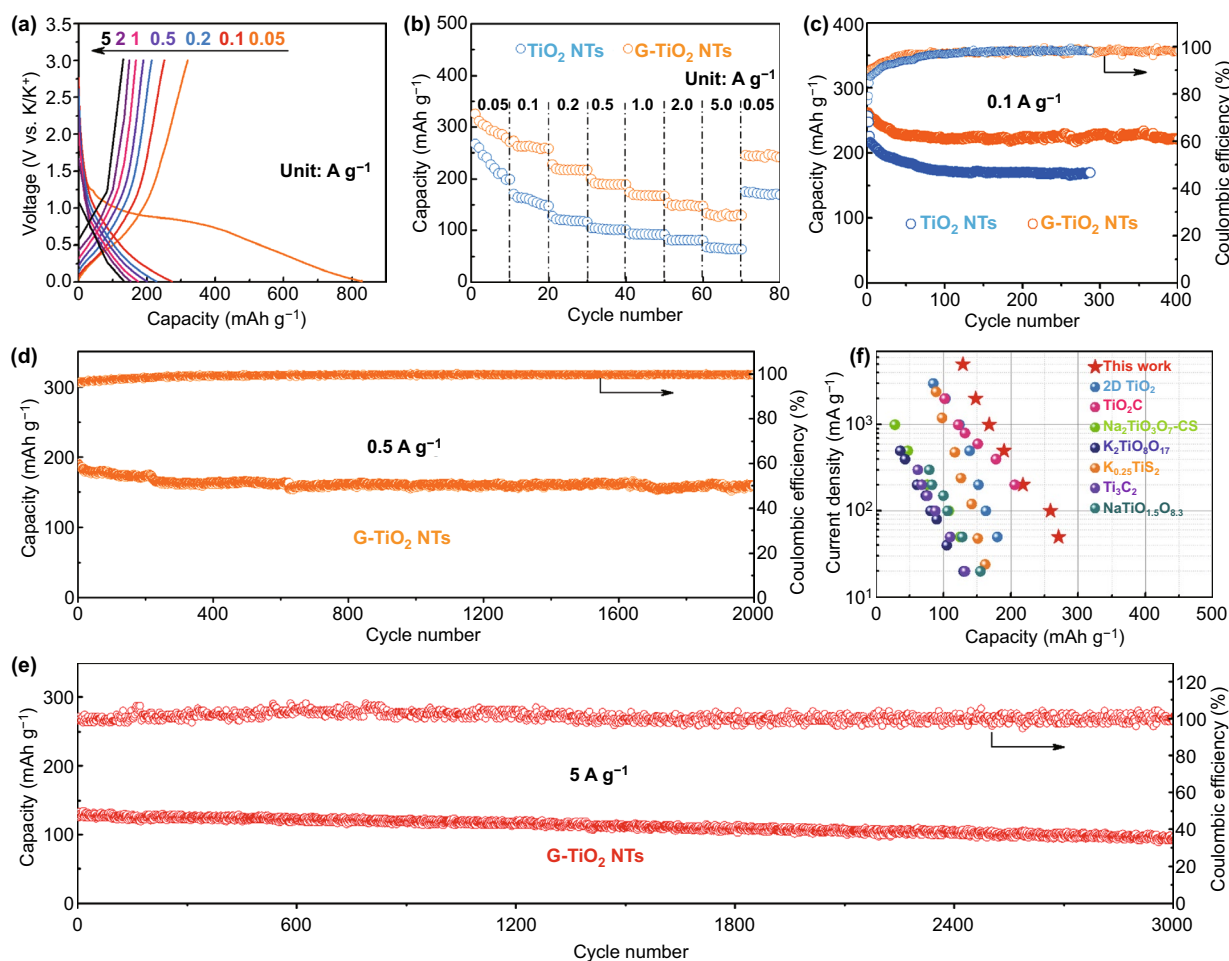 (a)
5 2 1 0.5 0.2 0.1 0.05
Unit: A g⁻¹
Voltage (V vs. K/K⁺)
3.5
3.0
2.5
2.0
1.5
1.0
0.5
0
0 200 400 600 800
Capacity (mAh g⁻¹)
(b)
TiO₂ NTs G-TiO₂ NTs
Unit: A g⁻¹
0.05 0.1 0.2 0.5 1.0 2.0 5.0 0.05
Capacity (mAh g⁻¹)
500
400
300
200
100
0
0 20 40 60 80
Cycle number
(c)
0.1 A g⁻¹
TiO₂ NTs G-TiO₂ NTs
Capacity (mAh g⁻¹)
400
0
0 100 200 300 400
Cycle number
100
80
60
40
20
0
Coulombic efficiency (%)
(d)
0.5 A g⁻¹
G-TiO₂ NTs
Capacity (mAh g⁻¹)
300
200
150
0
0 400 800 1200 1600 2000
Cycle number
100
80
60
40
20
0
Coulombic efficiency (%)
(f)
This work
2D TiO₂
TiO₂C
Na₂TiO₃O₇-CS
K₂TiO₈O₁₇
K₀.₂₅TiS₂
Ti₃C₂
NaTiO₁.₅O₈.₃
Current density (mA g⁻¹)
10³
10²
10¹
0 100 200 300 400 500
Capacity (mAh g⁻¹)
(e)
5 A g⁻¹
G-TiO₂ NTs
Capacity (mAh g⁻¹)
300
250
100
0
0 600 1200 1800 2400 3000
Cycle number
120
100
80
60
40
20
0
Coulombic efficiency (%)